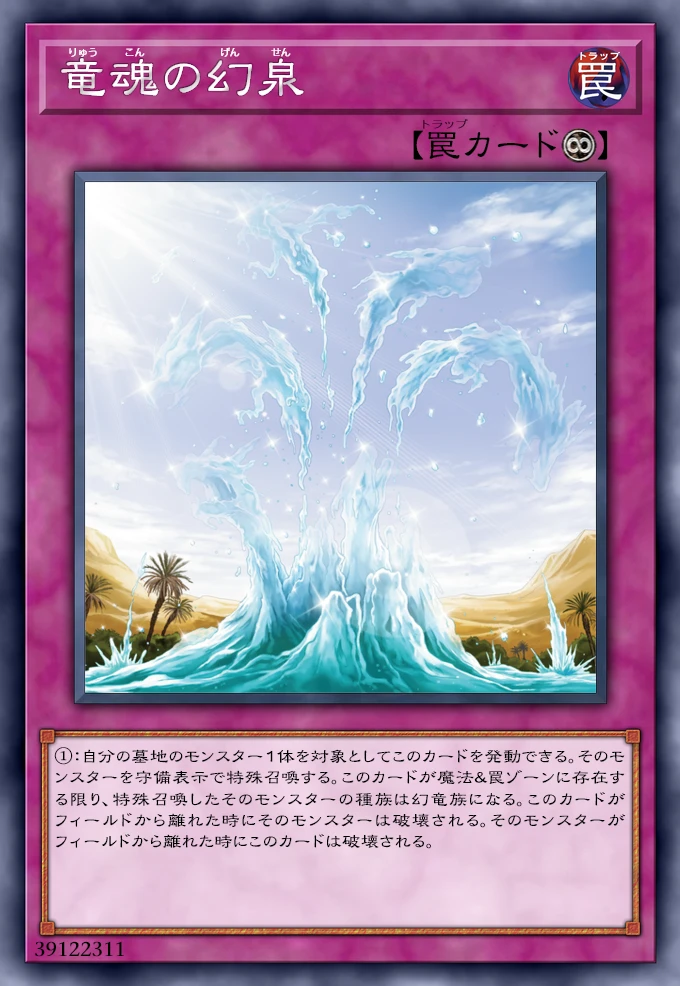 りゅう こん げん せん
竜魂の幻泉
トラップ
罠
トラップ
【罠カード♾】
①:自分の墓地のモンスター1体を対象としてこのカードを発動できる。そのモ
ンスターを守備表示で特殊召喚する。このカードが魔法&罠ゾーンに存在す
る限り、特殊召喚したそのモンスターの種族は幻竜族になる。このカードが
フィールドから離れた時にそのモンスターは破壊される。そのモンスターが
フィールドから離れた時にこのカードは破壊される。
39122311